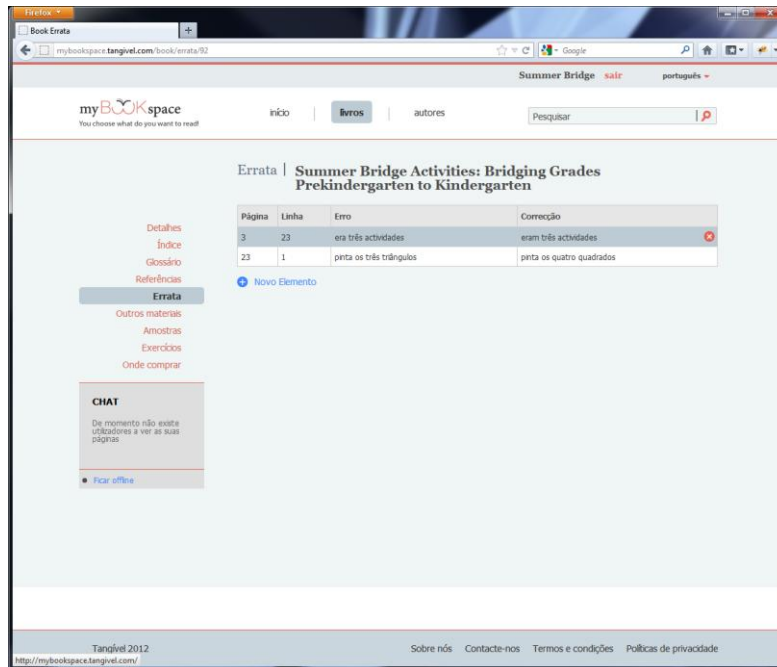 Firefox
Book Errata
mybookspace.tangivel.com/book/errata/92
Google
Summer Bridge sair português
myBOOKspace
You choose what do you want to read!
início livros autores
Pesquisar
Errata | Summer Bridge Activities: Bridging Grades
Prekindergarten to Kindergarten
Página Linha Erro Correcção
3 23 era três actividades eram três actividades
23 1 pinta os três triângulos pinta os quatro quadrados
Novo Elemento
Detalhes
Índice
Glossário
Referências
Errata
Outros materiais
Amostras
Exercícios
Onde comprar
CHAT
De momento não existe
utilizadores a ver as suas
páginas
Ficar offline
Tangível 2012
Sobre nós Contacte-nos Termos e condições Políticas de privacidade
http://mybookspace.tangivel.com/